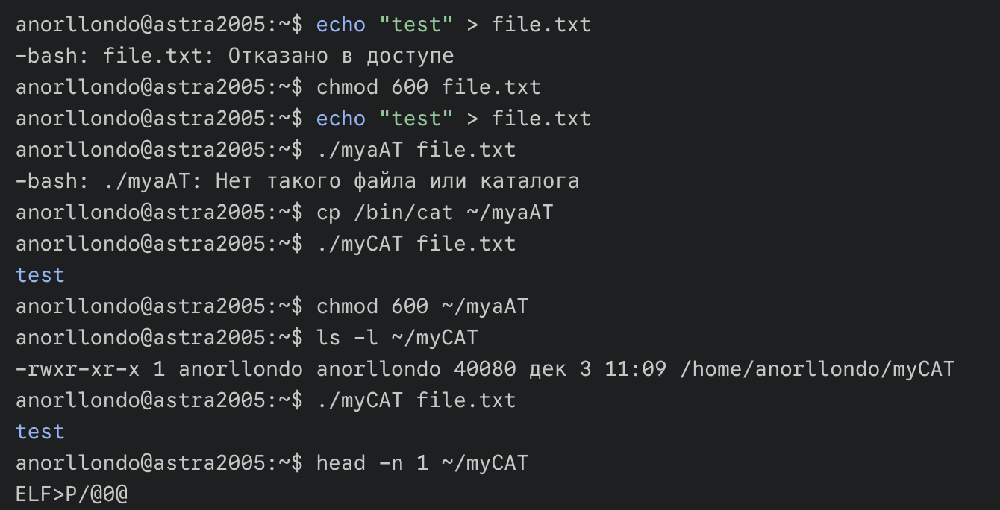 anorllondo@astra2005:~$ echo "test" > file.txt
-bash: file.txt: Отказано в доступе
anorllondo@astra2005:~$ chmod 600 file.txt
anorllondo@astra2005:~$ echo "test" > file.txt
anorllondo@astra2005:~$ ./myaAT file.txt
-bash: ./myaAT: Нет такого файла или каталога
anorllondo@astra2005:~$ cp /bin/cat ~/myaAT
anorllondo@astra2005:~$ ./myCAT file.txt
test
anorllondo@astra2005:~$ chmod 600 ~/myaAT
anorllondo@astra2005:~$ ls -l ~/myCAT
-rwxr-xr-x 1 anorllondo anorllondo 40080 дек 3 11:09 /home/anorllondo/myCAT
anorllondo@astra2005:~$ ./myCAT file.txt
test
anorllondo@astra2005:~$ head -n 1 ~/myCAT
ELF>P/@0@